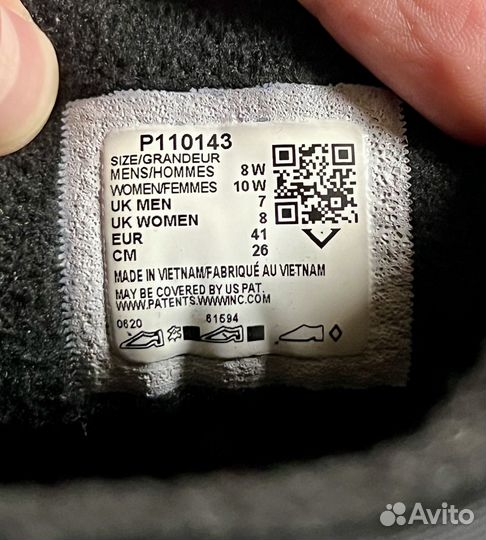 P110143
SIZE/GRANDEUR
MENS/HOMMES 8 W
WOMEN/FEMMES 10 W
UK MEN 7
UK WOMEN 8
EUR 41
CM 26
MADE IN VIETNAM/FABRIQUÉ AU VIETNAM
MAY BE COVERED BY US PAT.
WWW.PATENTS.WWWINC.COM
0620 61594
Avito